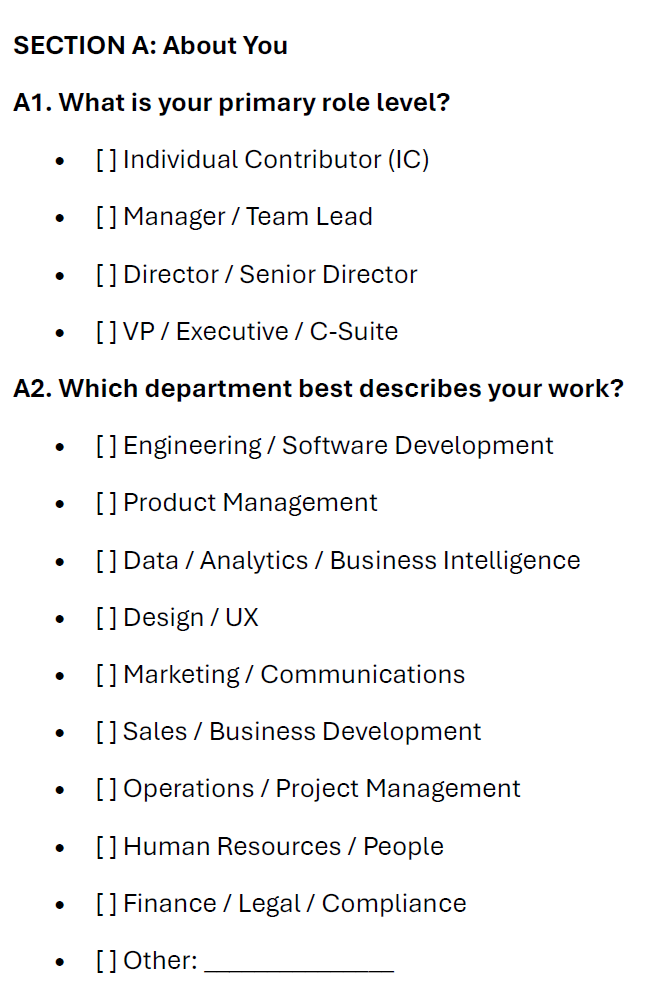 SECTION A: About You
A1. What is your primary role level?
• [ ] Individual Contributor (IC)
• [ ] Manager / Team Lead
• [ ] Director / Senior Director
• [ ] VP / Executive / C-Suite
A2. Which department best describes your work?
• [ ] Engineering / Software Development
• [ ] Product Management
• [ ] Data / Analytics / Business Intelligence
• [ ] Design / UX
• [ ] Marketing / Communications
• [ ] Sales / Business Development
• [ ] Operations / Project Management
• [ ] Human Resources / People
• [ ] Finance / Legal / Compliance
• [ ] Other: _______________